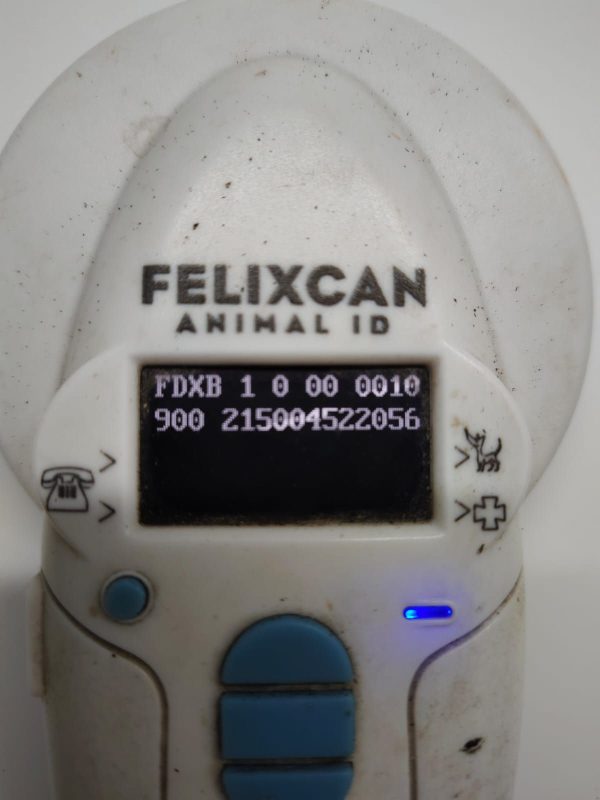 FELIXCAN
ANIMAL ID
FDXB 1 0 00 0010
900 215004522056